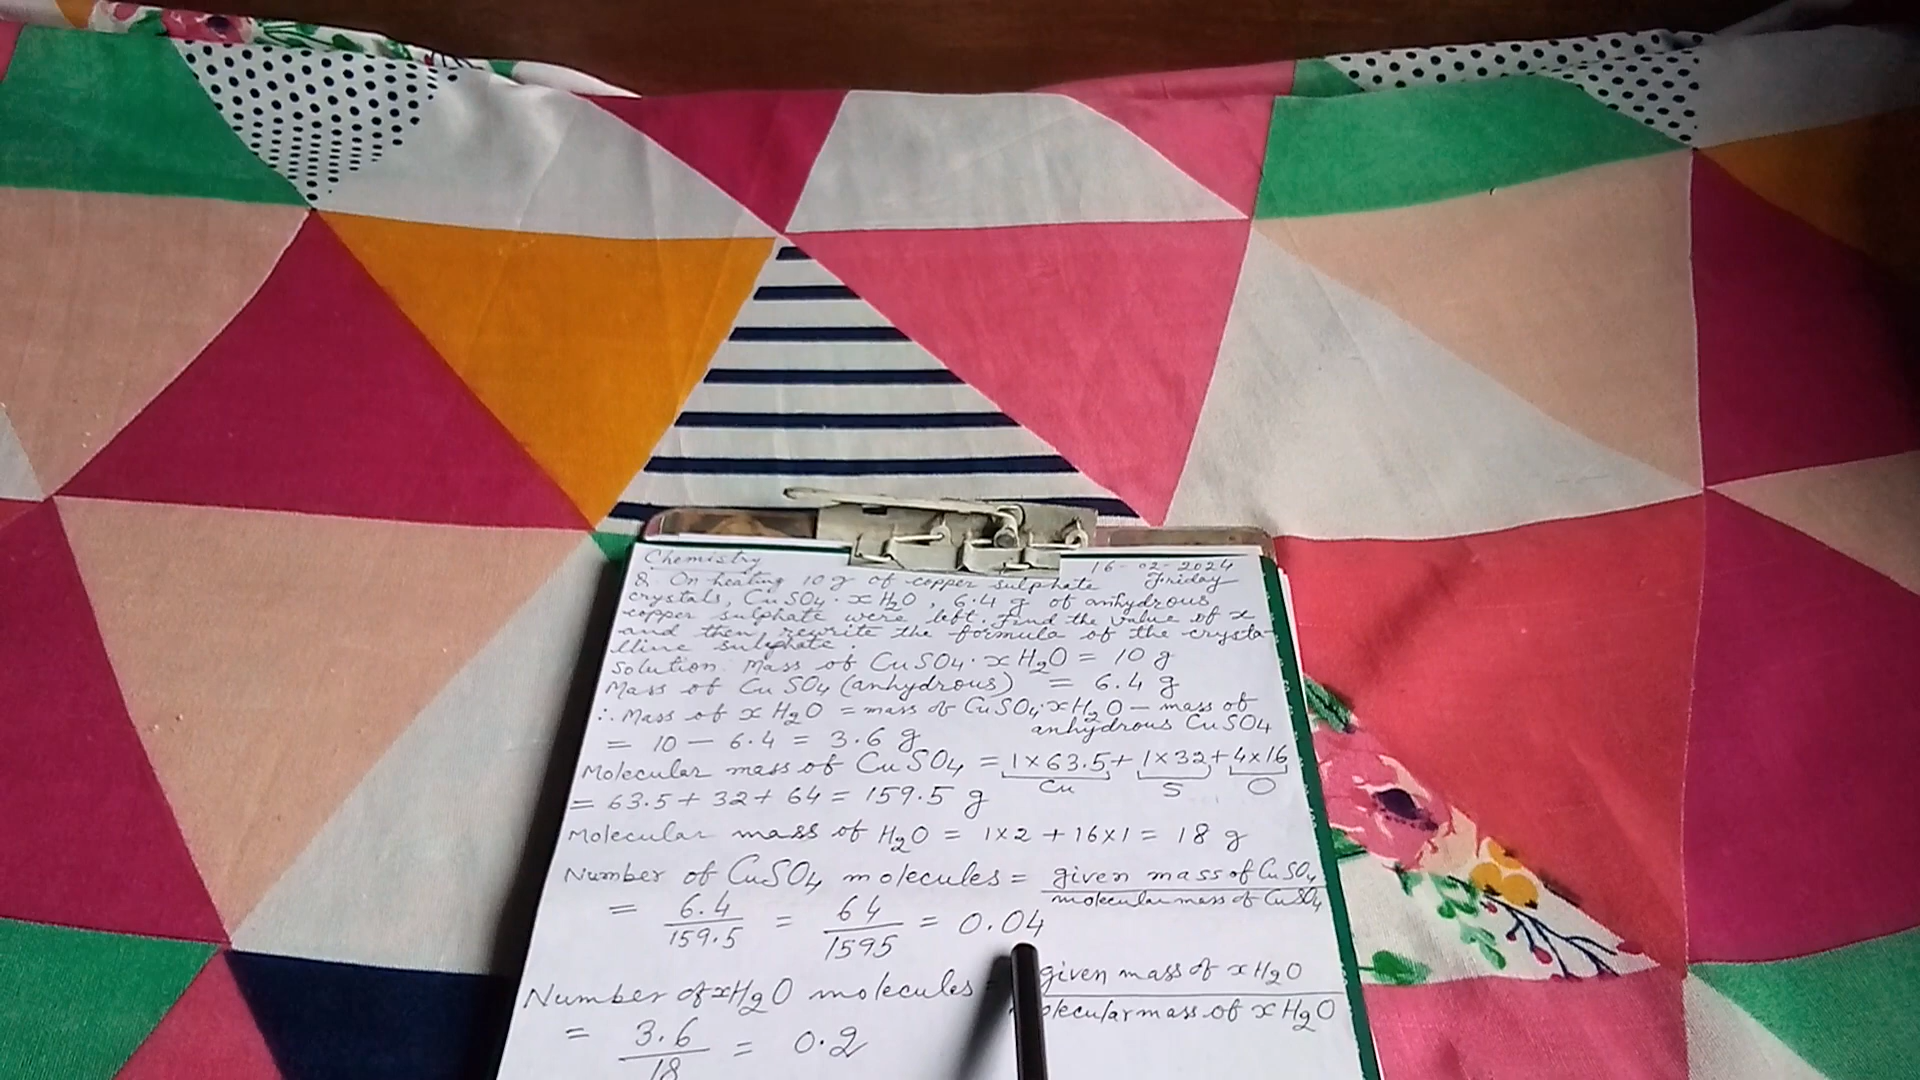 Chemistry
16-02-2024
Friday
Q. On heating 10 g of copper sulphate
crystals, CuSO4·xH2O, 6.4 g of anhydrous
copper sulphate were left. Find the value of x
and then rewrite the formula of the crysta-
lline sulphate.
Solution: Mass of CuSO4·xH2O = 10 g
Mass of CuSO4 (anhydrous) = 6.4 g
∴ Mass of xH2O = mass of CuSO4·xH2O – mass of
anhydrous CuSO4
= 10 – 6.4 = 3.6 g
Molecular mass of CuSO4 = 1×63.5 + 1×32 + 4×16
Cu S O
= 63.5 + 32 + 64 = 159.5 g
Molecular mass of H2O = 1×2 + 16×1 = 18 g
Number of CuSO4 molecules = given mass of CuSO4
molecular mass of CuSO4
= 6.4/159.5 = 64/1595 = 0.04
Number of xH2O molecules = given mass of xH2O
molecular mass of xH2O
= 3.6/18 = 0.2